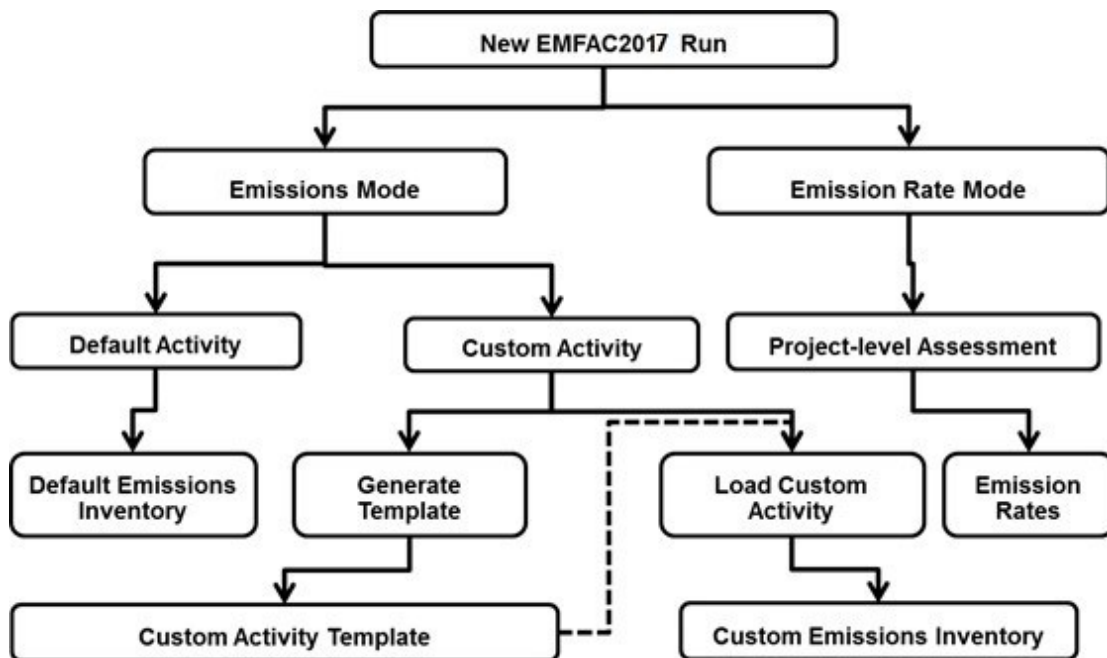 New EMFAC2017 Run
Emissions Mode
Emission Rate Mode
Default Activity
Custom Activity
Project-level Assessment
Default Emissions
Inventory
Generate
Template
Load Custom
Activity
Emission
Rates
Custom Activity Template
Custom Emissions Inventory